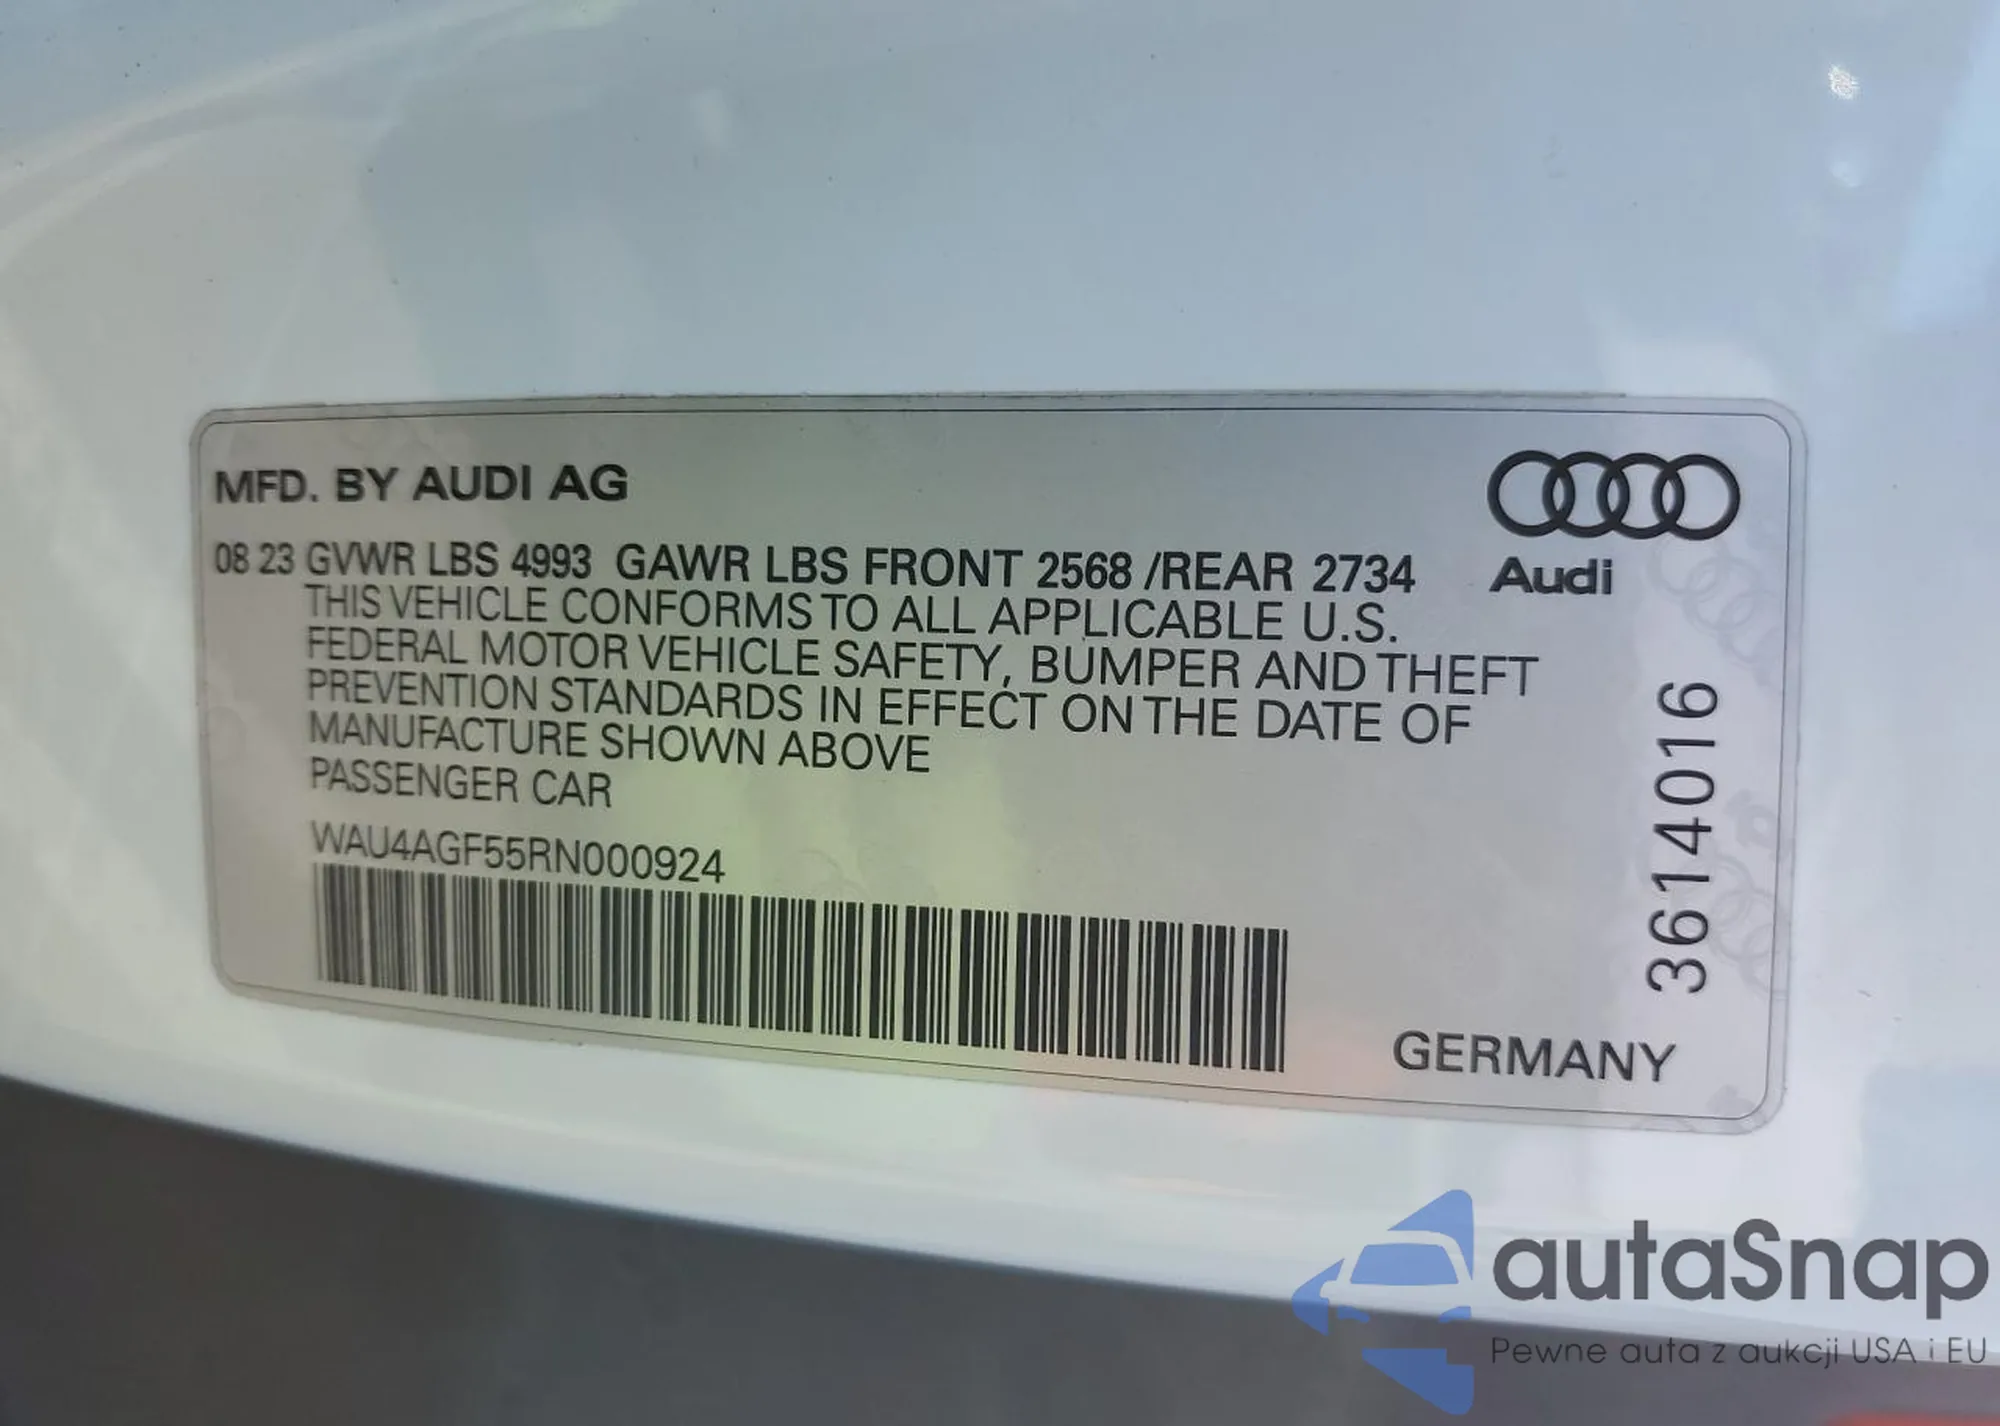 MFD. BY AUDI AG
08 23 GVWR LBS 4993 GAWR LBS FRONT 2568 /REAR 2734
THIS VEHICLE CONFORMS TO ALL APPLICABLE U.S.
FEDERAL MOTOR VEHICLE SAFETY, BUMPER AND THEFT
PREVENTION STANDARDS IN EFFECT ON THE DATE OF
MANUFACTURE SHOWN ABOVE
PASSENGER CAR
WAU4AGF55RN000924
Audi
3614016
GERMANY
autaSnap
Pewne auta z aukcji USA i EU